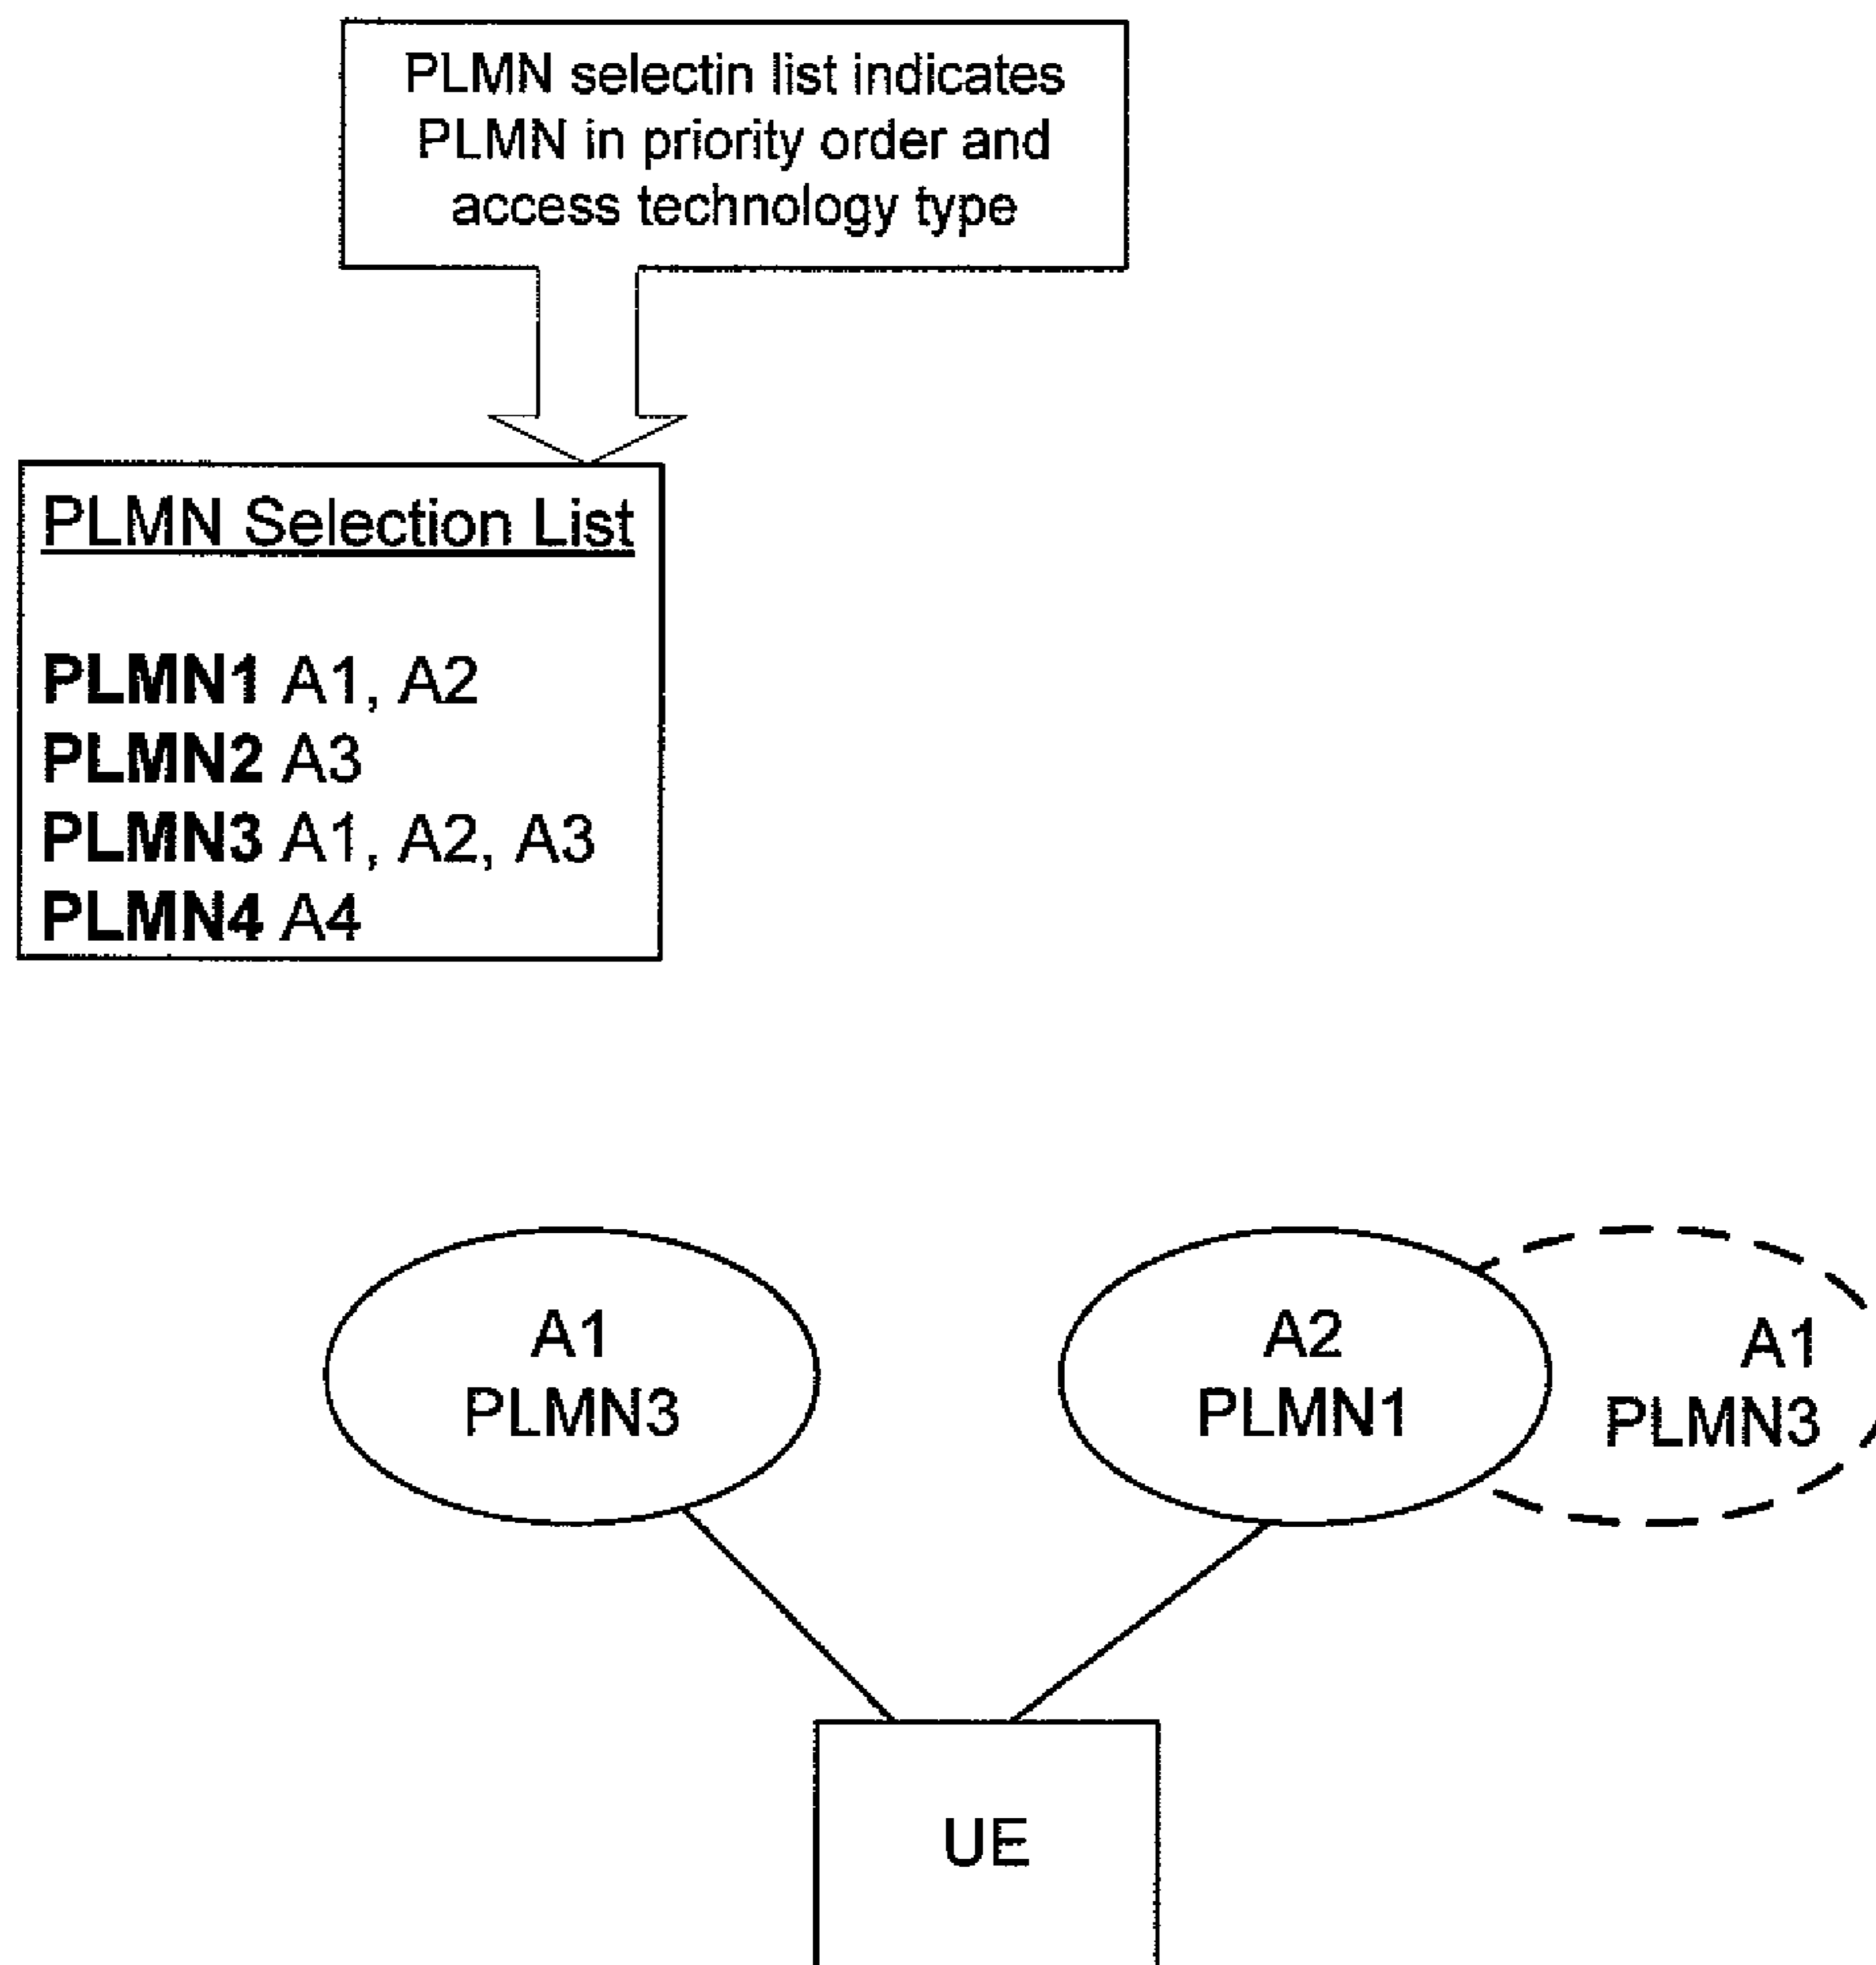 PLMN selectin list indicates
PLMN in priority order and
access technology type
PLMN Selection List
PLMN1 A1, A2
PLMN2 A3
PLMN3 A1, A2, A3
PLMN4 A4
A1
PLMN3
A2
PLMN1
A1
PLMN3
UE